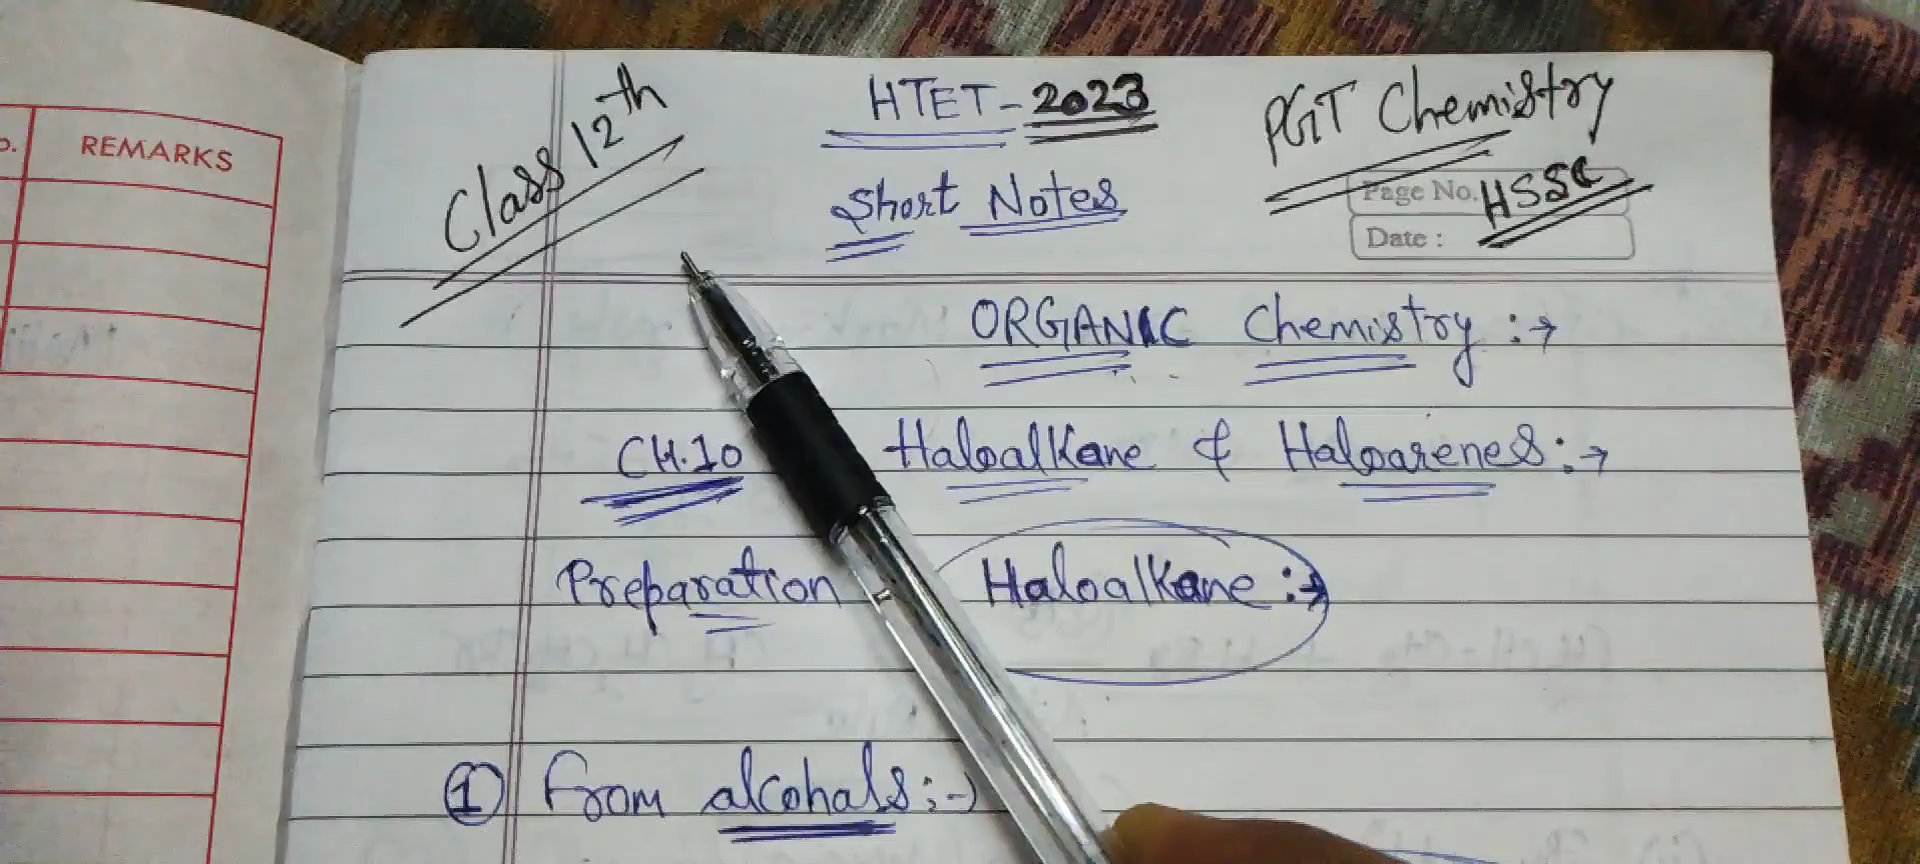 REMARKS
Class 12th
HTET-2023
Short Notes
PGT Chemistry
Page No. HSSC
Date :
ORGANIC Chemistry :→
CH.10 Haloalkane & Haloarenes :→
Preparation Haloalkane :→
① From alcohals :→